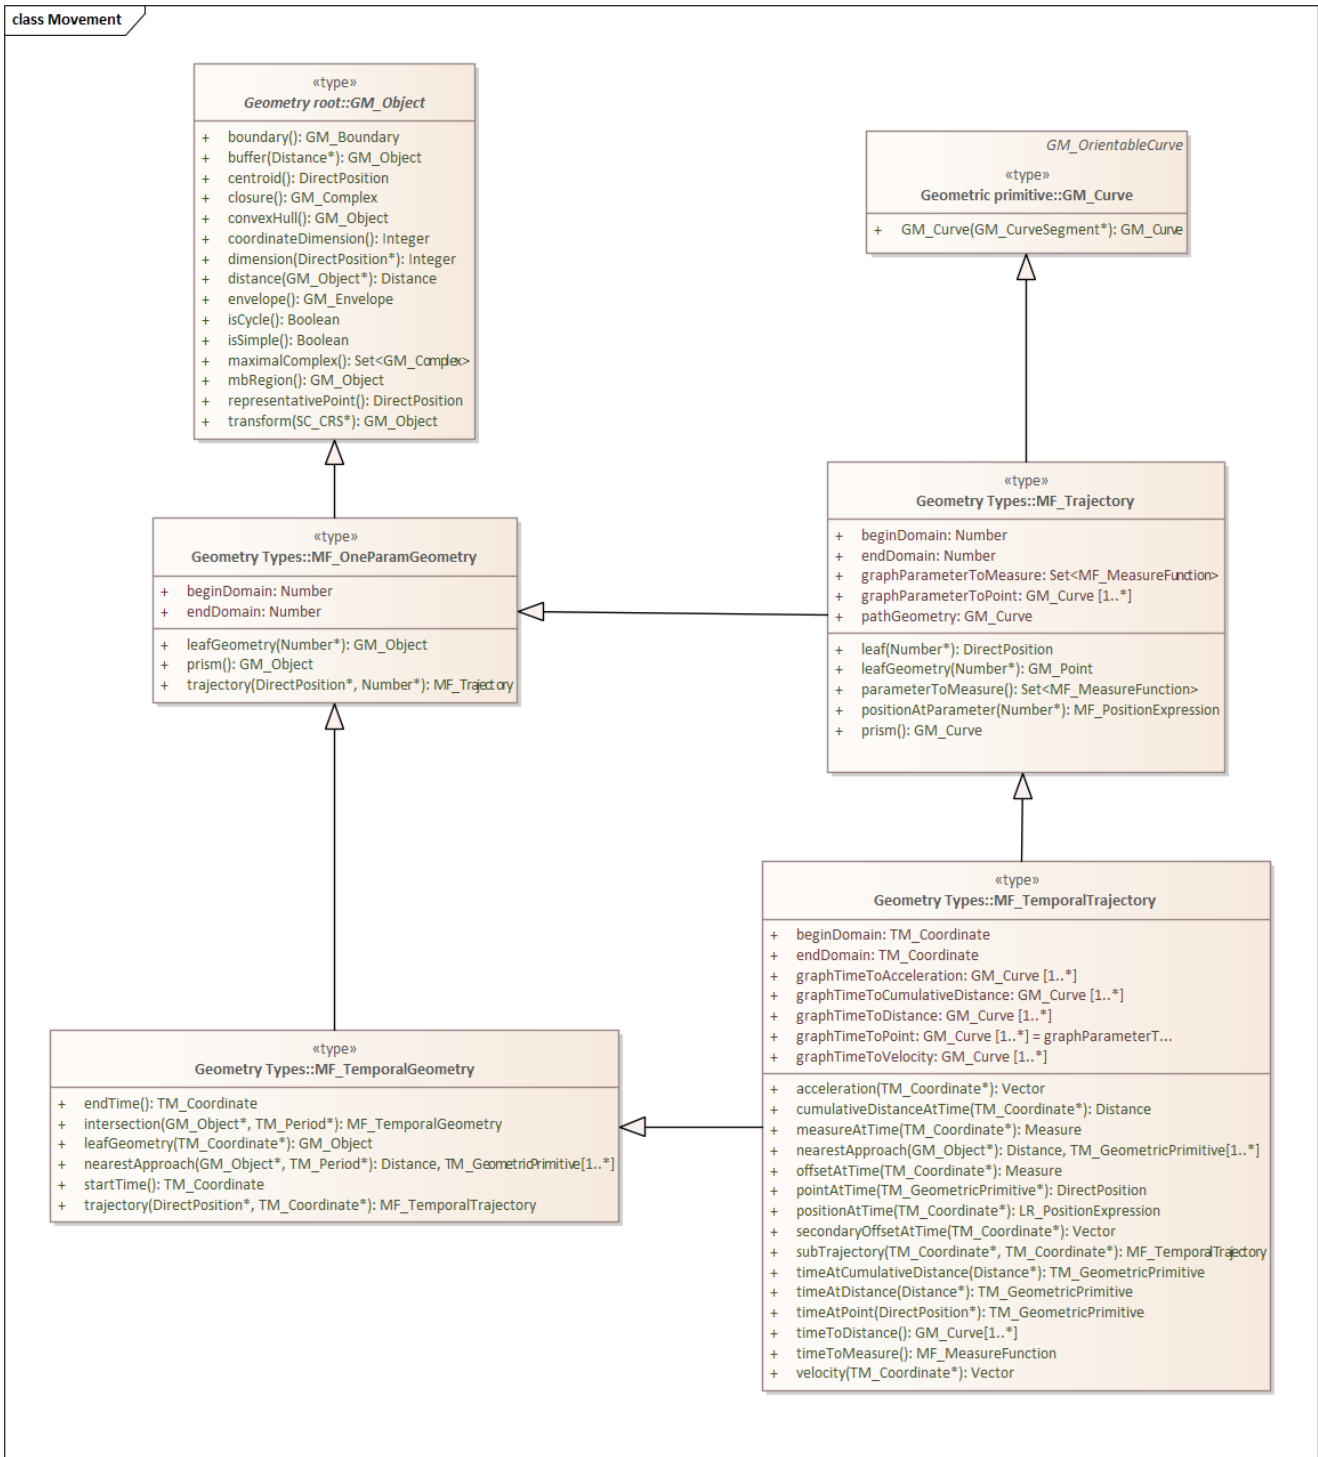 class Movement
«type»
Geometry root::GM_Object
+ boundary(): GM_Boundary
+ buffer(Distance*): GM_Object
+ centroid(): DirectPosition
+ closure(): GM_Complex
+ convexHull(): GM_Object
+ coordinateDimension(): Integer
+ dimension(DirectPosition*): Integer
+ distance(GM_Object*): Distance
+ envelope(): GM_Envelope
+ isCycle(): Boolean
+ isSimple(): Boolean
+ maximalComplex(): Set<GM_Complex>
+ mbRegion(): GM_Object
+ representativePoint(): DirectPosition
+ transform(SC_CRS*): GM_Object
GM_OrientableCurve
«type»
Geometric primitive::GM_Curve
+ GM_Curve(GM_CurveSegment*): GM_Curve
«type»
Geometry Types::MF_OneParamGeometry
+ beginDomain: Number
+ endDomain: Number
+ leafGeometry(Number*): GM_Object
+ prism(): GM_Object
+ trajectory(DirectPosition*, Number*): MF_Trajectory
«type»
Geometry Types::MF_Trajectory
+ beginDomain: Number
+ endDomain: Number
+ graphParameterToMeasure: Set<MF_MeasureFunction>
+ graphParameterToPoint: GM_Curve [1..*]
+ pathGeometry: GM_Curve
+ leaf(Number*): DirectPosition
+ leafGeometry(Number*): GM_Point
+ parameterToMeasure(): Set<MF_MeasureFunction>
+ positionAtParameter(Number*): MF_PositionExpression
+ prism(): GM_Curve
«type»
Geometry Types::MF_TemporalGeometry
+ endTime(): TM_Coordinate
+ intersection(GM_Object*, TM_Period*): MF_TemporalGeometry
+ leafGeometry(TM_Coordinate*): GM_Object
+ nearestApproach(GM_Object*, TM_Period*): Distance, TM_GeometricPrimitive[1..*]
+ startTime(): TM_Coordinate
+ trajectory(DirectPosition*, TM_Coordinate*): MF_TemporalTrajectory
«type»
Geometry Types::MF_TemporalTrajectory
+ beginDomain: TM_Coordinate
+ endDomain: TM_Coordinate
+ graphTimeToAcceleration: GM_Curve [1..*]
+ graphTimeToCumulativeDistance: GM_Curve [1..*]
+ graphTimeToDistance: GM_Curve [1..*]
+ graphTimeToPoint: GM_Curve [1..*] = graphParameterT...
+ graphTimeToVelocity: GM_Curve [1..*]
+ acceleration(TM_Coordinate*): Vector
+ cumulativeDistanceAtTime(TM_Coordinate*): Distance
+ measureAtTime(TM_Coordinate*): Measure
+ nearestApproach(GM_Object*): Distance, TM_GeometricPrimitive[1..*]
+ offsetAtTime(TM_Coordinate*): Measure
+ pointAtTime(TM_GeometricPrimitive*): DirectPosition
+ positionAtTime(TM_Coordinate*): LR_PositionExpression
+ secondaryOffsetAtTime(TM_Coordinate*): Vector
+ subTrajectory(TM_Coordinate*, TM_Coordinate*): MF_TemporalTrajectory
+ timeAtCumulativeDistance(Distance*): TM_GeometricPrimitive
+ timeAtDistance(Distance*): TM_GeometricPrimitive
+ timeAtPoint(DirectPosition*): TM_GeometricPrimitive
+ timeToDistance(): GM_Curve[1..*]
+ timeToMeasure(): MF_MeasureFunction
+ velocity(TM_Coordinate*): Vector